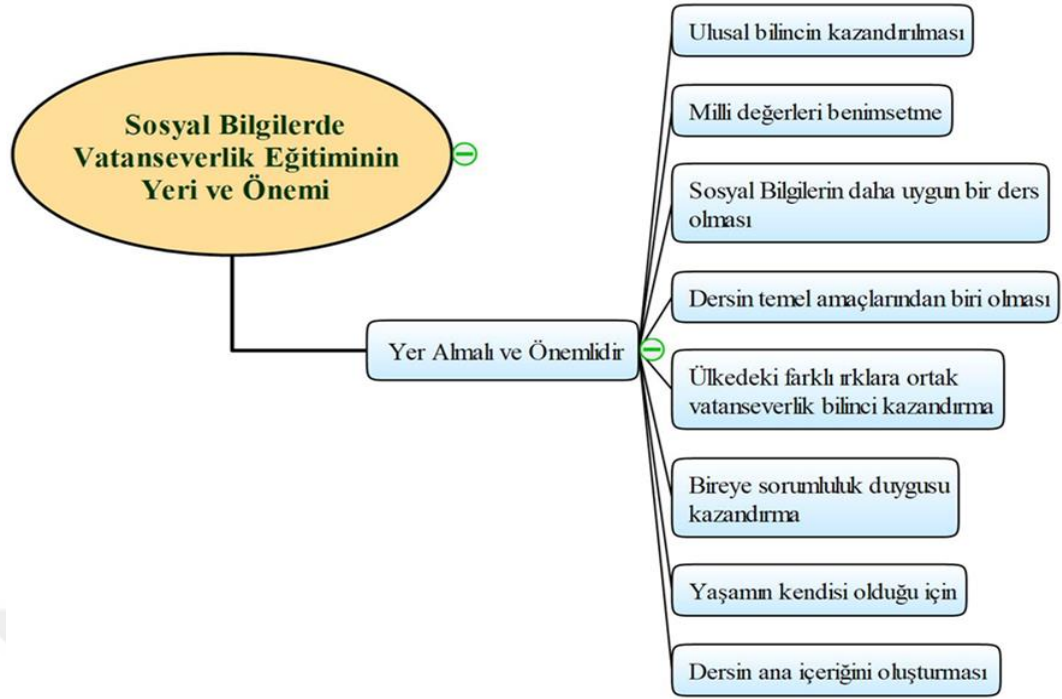 Sosyal Bilgilerde
Vatanseverlik Eğitiminin
Yeri ve Önemi
Yer Almalı ve Önemlidir
Ulusal bilincin kazandırılması
Milli değerleri benimsetme
Sosyal Bilgilerin daha uygun bir ders
olması
Dersin temel amaçlarından biri olması
Ülkedeki farklı ırklara ortak
vatanseverlik bilinci kazandırma
Bireye sorumluluk duygusu
kazandırma
Yaşamın kendisi olduğu için
Dersin ana içeriğini oluşturması